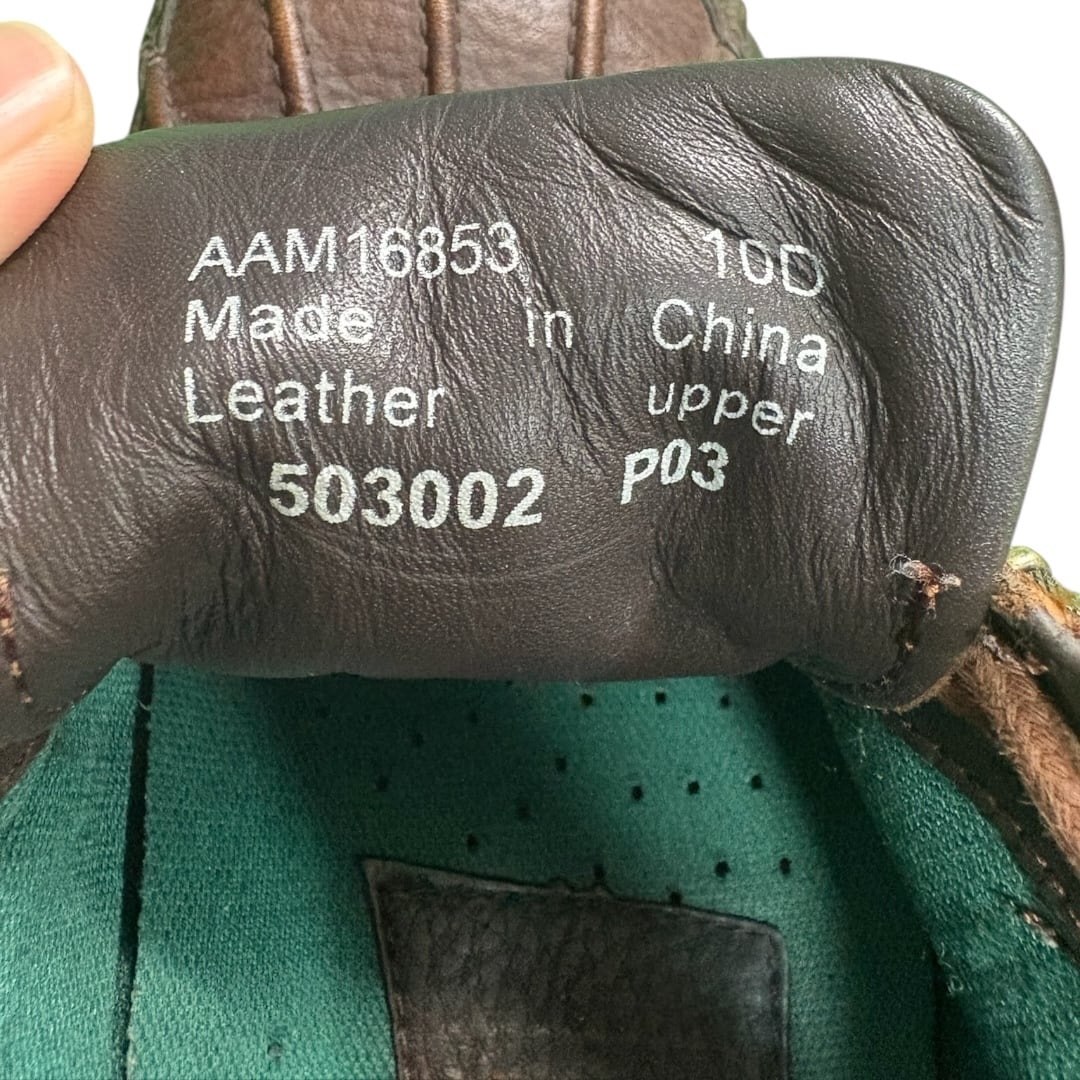 AAM16853 10D
Made in China
Leather upper
503002 P03